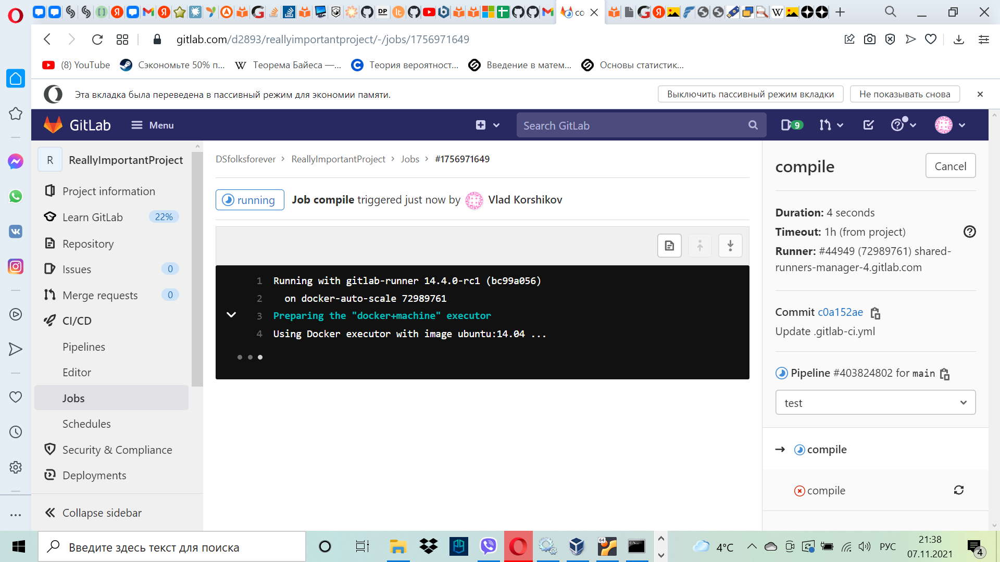 co
gitlab.com/d2893/reallyimportantproject/-/jobs/1756971649
(8) YouTube
Сэкономьте 50% п...
Теорема Байеса —...
Теория вероятност...
Введение в матем...
Основы статистик...
Эта вкладка была переведена в пассивный режим для экономии памяти.
Выключить пассивный режим вкладки
Не показывать снова
GitLab
Menu
Search GitLab
9
R
ReallyImportantProject
Project information
Learn GitLab
22%
Repository
Issues
0
Merge requests
0
CI/CD
Pipelines
Editor
Jobs
Schedules
Security & Compliance
Deployments
Collapse sidebar
DSfolksforever > ReallyImportantProject > Jobs > #1756971649
running
Job compile triggered just now by Vlad Korshikov
1 Running with gitlab-runner 14.4.0-rc1 (bc99a056)
2 on docker-auto-scale 72989761
3 Preparing the "docker+machine" executor
4 Using Docker executor with image ubuntu:14.04 ...
compile
Cancel
Duration: 4 seconds
Timeout: 1h (from project)
Runner: #44949 (72989761) shared-
runners-manager-4.gitlab.com
Commit c0a152ae
Update .gitlab-ci.yml
Pipeline #403824802 for main
test
compile
compile
Введите здесь текст для поиска
64
4°C
РУС
21:38
07.11.2021
4